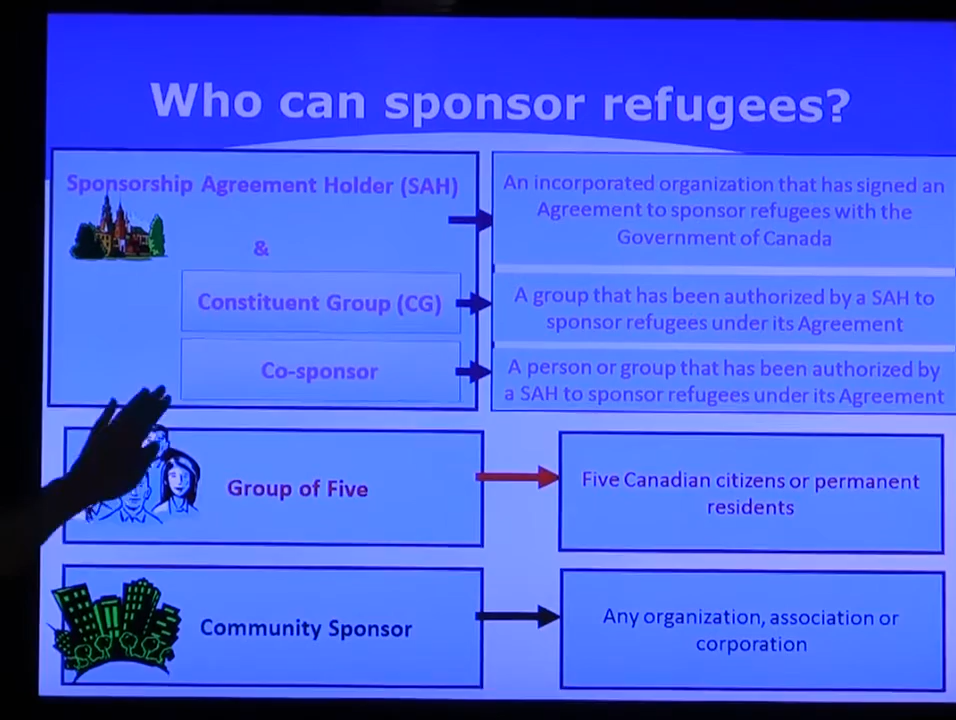 Who can sponsor refugees?
Sponsorship Agreement Holder (SAH)
&
Constituent Group (CG)
Co-sponsor
An incorporated organization that has signed an
Agreement to sponsor refugees with the
Government of Canada
A group that has been authorized by a SAH to
sponsor refugees under its Agreement
A person or group that has been authorized by
a SAH to sponsor refugees under its Agreement
Group of Five
Five Canadian citizens or permanent
residents
Community Sponsor
Any organization, association or
corporation